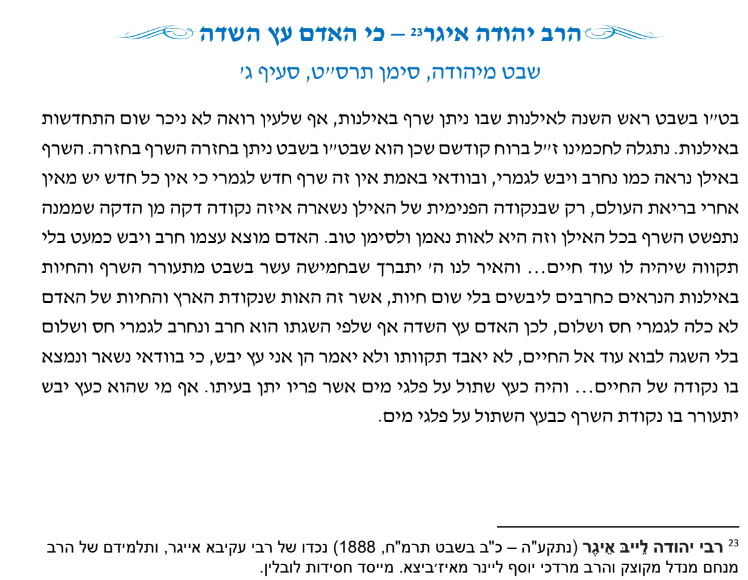 הרב יהודה איגר²³ – כי האדם עץ השדה
שבט מיהודה, סימן תרס״ט, סעיף ג׳
בט״ו בשבט ראש השנה לאילנות שבו ניתן שרף באילנות, אף שלעין רואה לא ניכר שום התחדשות
באילנות. נתגלה לחכמינו ז״ל ברוח קודשם שכן הוא שבט״ו בשבט ניתן בחזרה השרף בחזרה. השרף
באילן נראה כמו נחרב ויבש לגמרי, ובוודאי באמת אין זה שרף חדש לגמרי כי אין כל חדש יש מאין
אחרי בריאת העולם, רק שבנקודה הפנימית של האילן נשארה איזה נקודה דקה מן הדקה שממנה
נתפשט השרף בכל האילן וזה היא לאות נאמן ולסימן טוב. האדם מוצא עצמו חרב ויבש כמעט בלי
תקווה שיהיה לו עוד חיים... והאיר לנו ה׳ יתברך שבחמישה עשר בשבט מתעורר השרף והחיות
באילנות הנראים כחרבים ליבשים בלי שום חיות, אשר זה האות שנקודת הארץ והחיות של האדם
לא כלה לגמרי חס ושלום, לכן האדם עץ השדה אף שלפי השגתו הוא חרב ונחרב לגמרי חס ושלום
בלי השגה לבוא עוד אל החיים, לא יאבד תקוותו ולא יאמר הן אני עץ יבש, כי בוודאי נשאר ונמצא
בו נקודה של החיים... והיה כעץ שתול על פלגי מים אשר פריו יתן בעיתו. אף מי שהוא כעץ יבש
יתעורר בו נקודת השרף כבעץ השתול על פלגי מים.
²³ רבי יהודה לֵייבּ אֵיגֶר (נתקע"ה – כ"ב בשבט תרמ"ח, 1888) נכדו של רבי עקיבא אייגר, ותלמידם של הרב
מנחם מנדל מקוצק והרב מרדכי יוסף ליינר מאיז׳ביצא. מייסד חסידות לובלין.